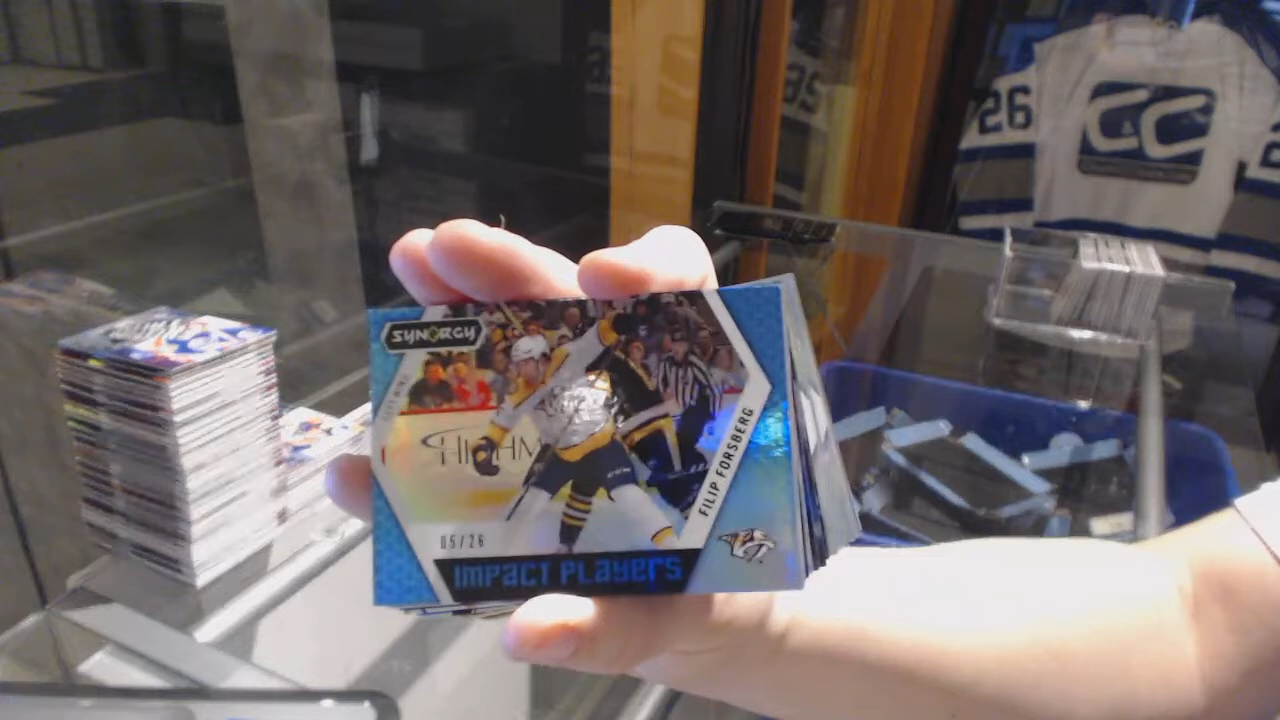 26
CC
SYNERGY
FILIP FORSBERG
05/26
IMPACT PLAYERS